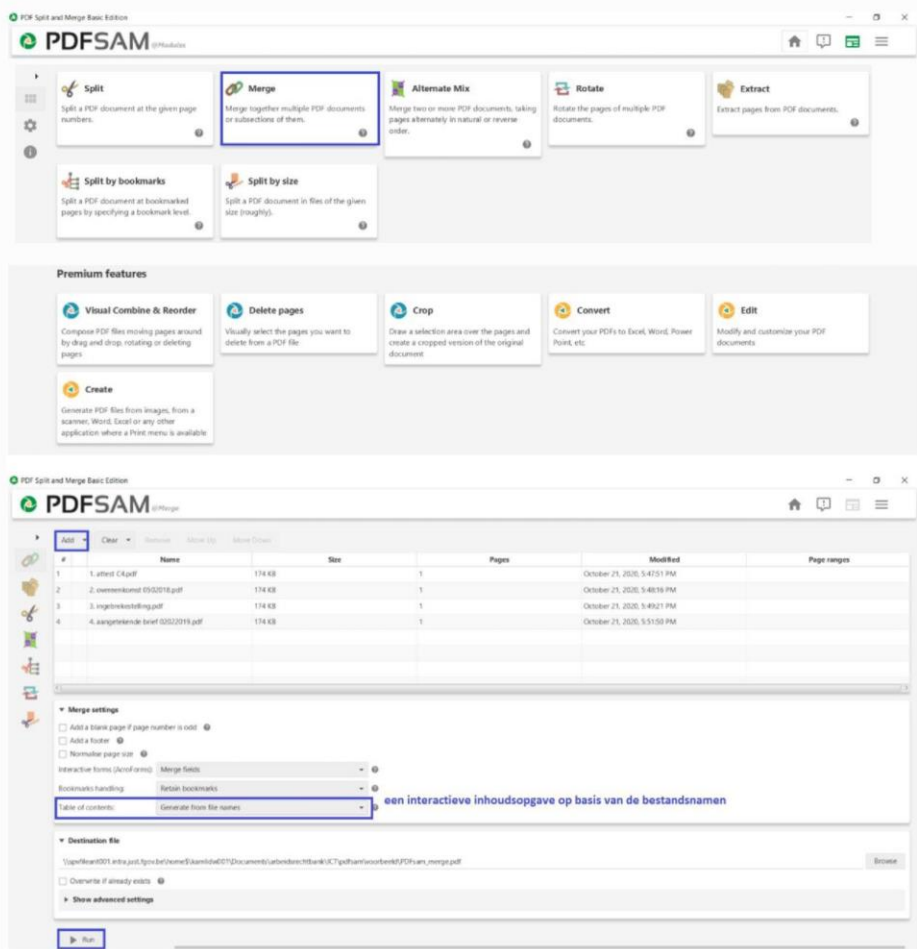 PDF Split and Merge Basic Edition
PDFSAM @Modules
Split
Split a PDF document at the given page
numbers.
Merge
Merge together multiple PDF documents
or subsections of them.
Alternate Mix
Merge two or more PDF documents, taking
pages alternately in natural or reverse
order.
Rotate
Rotate the pages of multiple PDF
documents.
Extract
Extract pages from PDF documents.
Split by bookmarks
Split a PDF document at bookmarked
pages by specifying a bookmark level.
Split by size
Split a PDF document in files of the given
size (roughly).
Premium features
Visual Combine & Reorder
Compose PDF files moving pages around
by drag and drop, rotating or deleting
pages
Delete pages
Visually select the pages you want to
delete from a PDF file
Crop
Draw a selection area over the pages and
create a cropped version of the original
document
Convert
Convert your PDFs to Excel, Word, Power
Point, etc
Edit
Modify and customize your PDF
documents
Create
Generate PDF files from images, from a
scanner, Word, Excel or any other
application where a Print menu is available
PDF Split and Merge Basic Edition
PDFSAM @Merge
Add Clear Remove Move Up Move Down
# Name Size Pages Modified Page ranges
1 1. attest C4.pdf 174 KB 1 October 21, 2020, 5:47:51 PM
2 2. overeenkomst 0502018.pdf 174 KB 1 October 21, 2020, 5:48:16 PM
3 3. ingebrekestelling.pdf 174 KB 1 October 21, 2020, 5:49:21 PM
4 4. aangetekende brief 02022019.pdf 174 KB 1 October 21, 2020, 5:51:50 PM
Merge settings
Add a blank page if page number is odd
Add a footer
Normalise page size
Interactive forms (AcroForms): Merge fields
Bookmarks handling: Retain bookmarks
Table of contents: Generate from file names
een interactieve inhoudsopgave op basis van de bestandsnamen
Destination file
Browse
Overwrite if already exists
Show advanced settings
Run